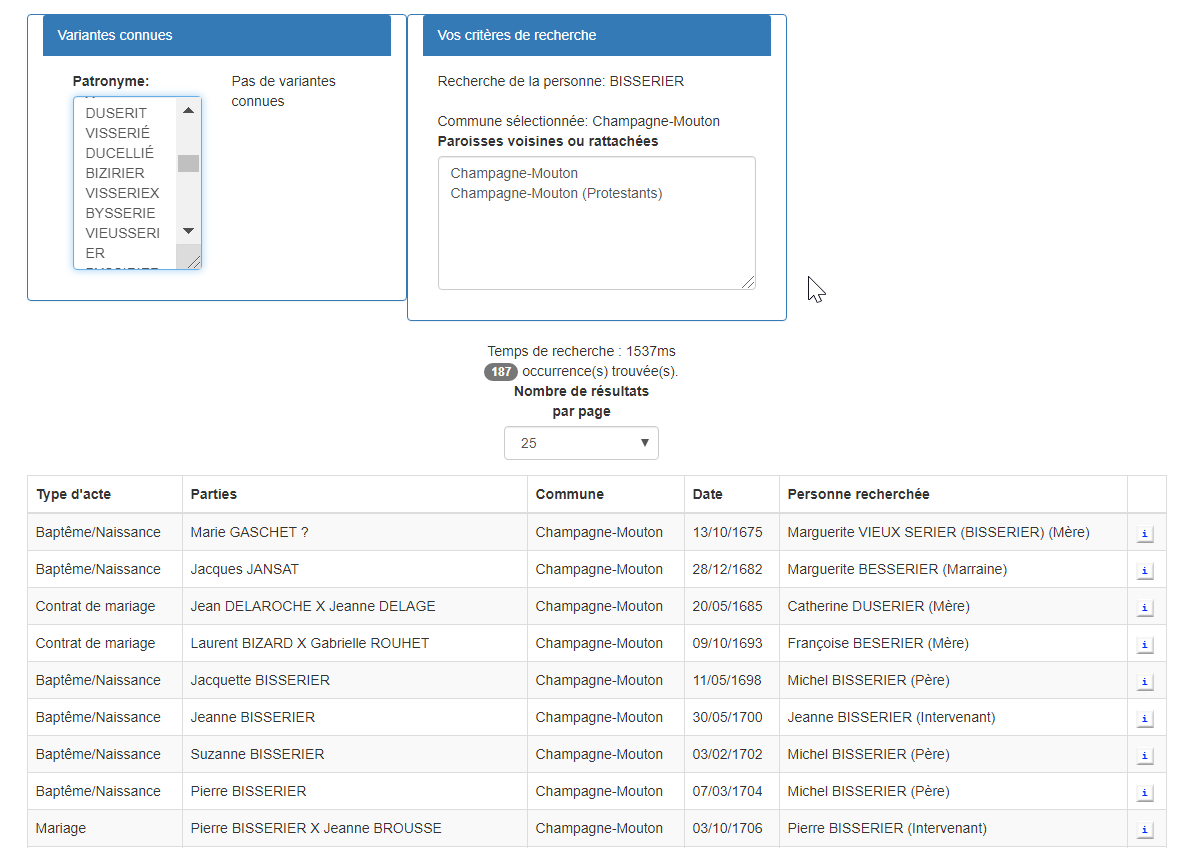 Variantes connues
Vos critères de recherche
Patronyme:
Pas de variantes
connues
DUSERIT
VISSERIÉ
DUCELLIÉ
BIZIRIER
VISSERIEX
BYSSERIE
VIEUSSERI
ER
Recherche de la personne: BISSERIER
Commune sélectionnée: Champagne-Mouton
Paroisses voisines ou rattachées
Champagne-Mouton
Champagne-Mouton (Protestants)
Temps de recherche : 1537ms
187 occurrence(s) trouvée(s).
Nombre de résultats
par page
25
Type d'acte Parties Commune Date Personne recherchée
Baptême/Naissance Marie GASCHET ? Champagne-Mouton 13/10/1675 Marguerite VIEUX SERIER (BISSERIER) (Mère) i
Baptême/Naissance Jacques JANSAT Champagne-Mouton 28/12/1682 Marguerite BESSERIER (Marraine) i
Contrat de mariage Jean DELAROCHE X Jeanne DELAGE Champagne-Mouton 20/05/1685 Catherine DUSERIER (Mère) i
Contrat de mariage Laurent BIZARD X Gabrielle ROUHET Champagne-Mouton 09/10/1693 Françoise BESERIER (Mère) i
Baptême/Naissance Jacquette BISSERIER Champagne-Mouton 11/05/1698 Michel BISSERIER (Père) i
Baptême/Naissance Jeanne BISSERIER Champagne-Mouton 30/05/1700 Jeanne BISSERIER (Intervenant) i
Baptême/Naissance Suzanne BISSERIER Champagne-Mouton 03/02/1702 Michel BISSERIER (Père) i
Baptême/Naissance Pierre BISSERIER Champagne-Mouton 07/03/1704 Michel BISSERIER (Père) i
Mariage Pierre BISSERIER X Jeanne BROUSSE Champagne-Mouton 03/10/1706 Pierre BISSERIER (Intervenant) i